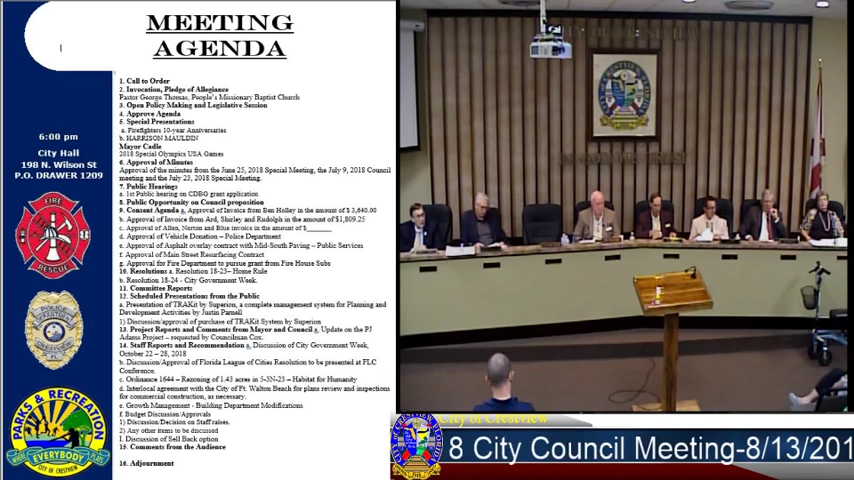 MEETING
AGENDA
6:00 pm
City Hall
198 N. Wilson St
P.O. DRAWER 1209
FIRE
RESCUE
PARKS & RECREATION
EVERYBODY
PLAYS
CITY OF CRESTVIEW
1. Call to Order
2. Invocation, Pledge of Allegiance
Pastor George Thomas, People's Missionary Baptist Church
3. Open Policy Making and Legislative Session
4. Approve Agenda
5. Special Presentations
a. Firefighters 10-year Anniversaries
b. HARRISON MAULDIN
Mayor Cadle
2018 Special Olympics USA Games
6. Approval of Minutes
Approval of the minutes from the June 25, 2018 Special Meeting, the July 9, 2018 Council
meeting and the July 23, 2018 Special Meeting.
7. Public Hearings
a. 1st Public hearing on CDBG grant application
8. Public Opportunity on Council proposition
9. Consent Agenda a. Approval of Invoice from Ben Holley in the amount of $ 3,640.00
b. Approval of Invoice from Ard, Shirley and Rudolph in the amount of $1,809.25
c. Approval of Allen, Norton and Blue invoice in the amount of $______
d. Approval of Vehicle Donation – Police Department
e. Approval of Asphalt overlay contract with Mid-South Paving – Public Services
f. Approval of Main Street Resurfacing Contract
g. Approval for Fire Department to pursue grant from Fire House Subs
10. Resolutions a. Resolution 18-23– Home Rule
b. Resolution 18-24 - City Government Week.
11. Committee Reports
12. Scheduled Presentations from the Public
a. Presentation of TRAKit by Superion, a complete management system for Planning and
Development Activities by Justin Parnell
1) Discussion/approval of purchase of TRAKit System by Superion
13. Project Reports and Comments from Mayor and Council a. Update on the PJ
Adams Project – requested by Councilman
14. Staff Reports and Recommendations a. Discussion of City Government Week,
October 22 – 28, 2018
b. Discussion/Approval of Florida League of Cities Resolution to be presented at FLC
Conference.
c. Ordinance 1644 – Rezoning of 1.43 acres in 5-3N-23 – Habitat for Humanity
d. Interlocal agreement with the City of Ft. Walton Beach for plans review and inspections
for commercial construction, as necessary.
e. Growth Management - Building Department Modifications
f. Budget Discussion Approvals
1) Discussion/Decision on Staff raises.
2) Any other items to be discussed
I. Discussion of Sell Back option
15. Comments from the Audience
16. Adjournment
City of Crestview
8 City Council Meeting-8/13/201